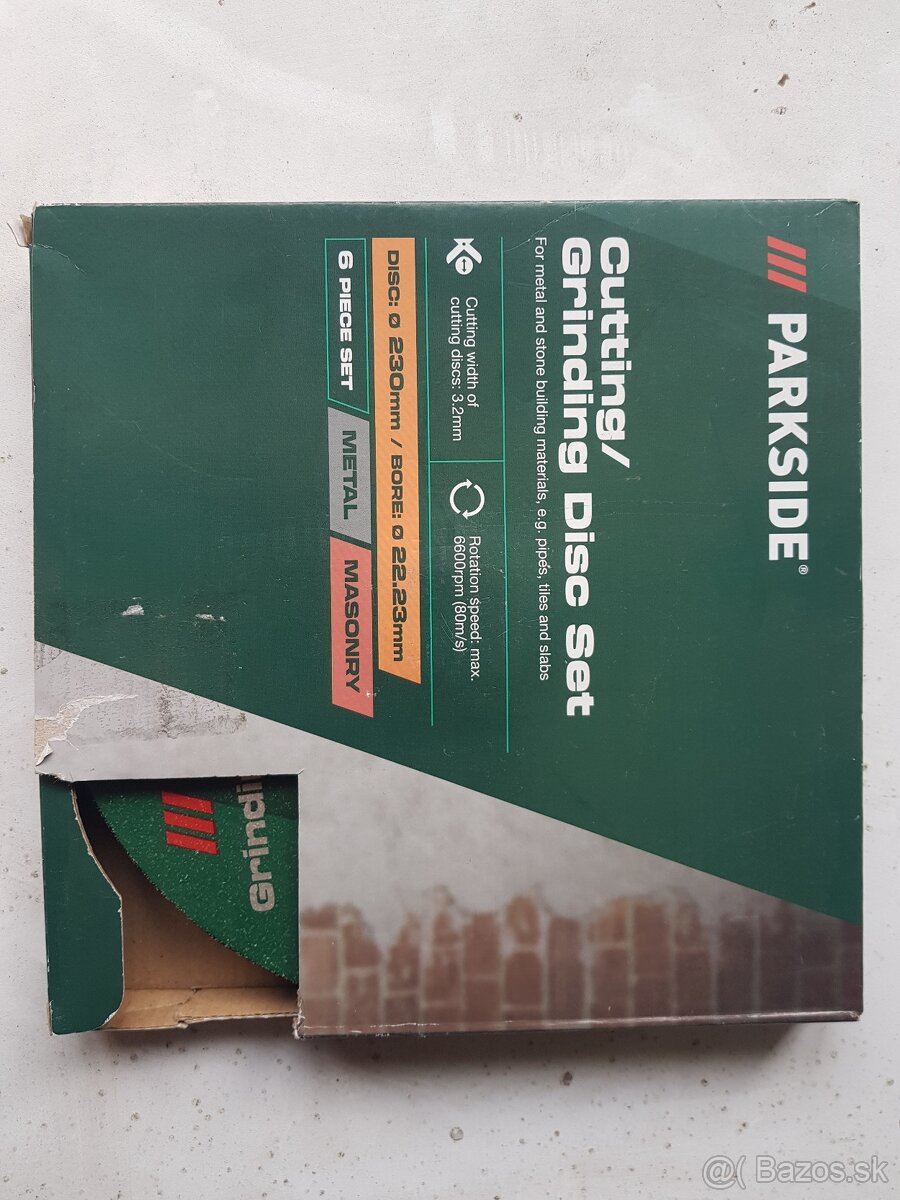 PARKSIDE®
Cutting/
Grinding Disc Set
For metal and stone building materials, e.g. pipes, tiles and slabs
Cutting width of
cutting discs: 3.2mm
Rotation speed: max.
6600rpm (80m/s)
DISC: Ø 230mm / BORE: Ø 22.23mm
6 PIECE SET
METAL
MASONRY
Grindi
@( Bazos.sk